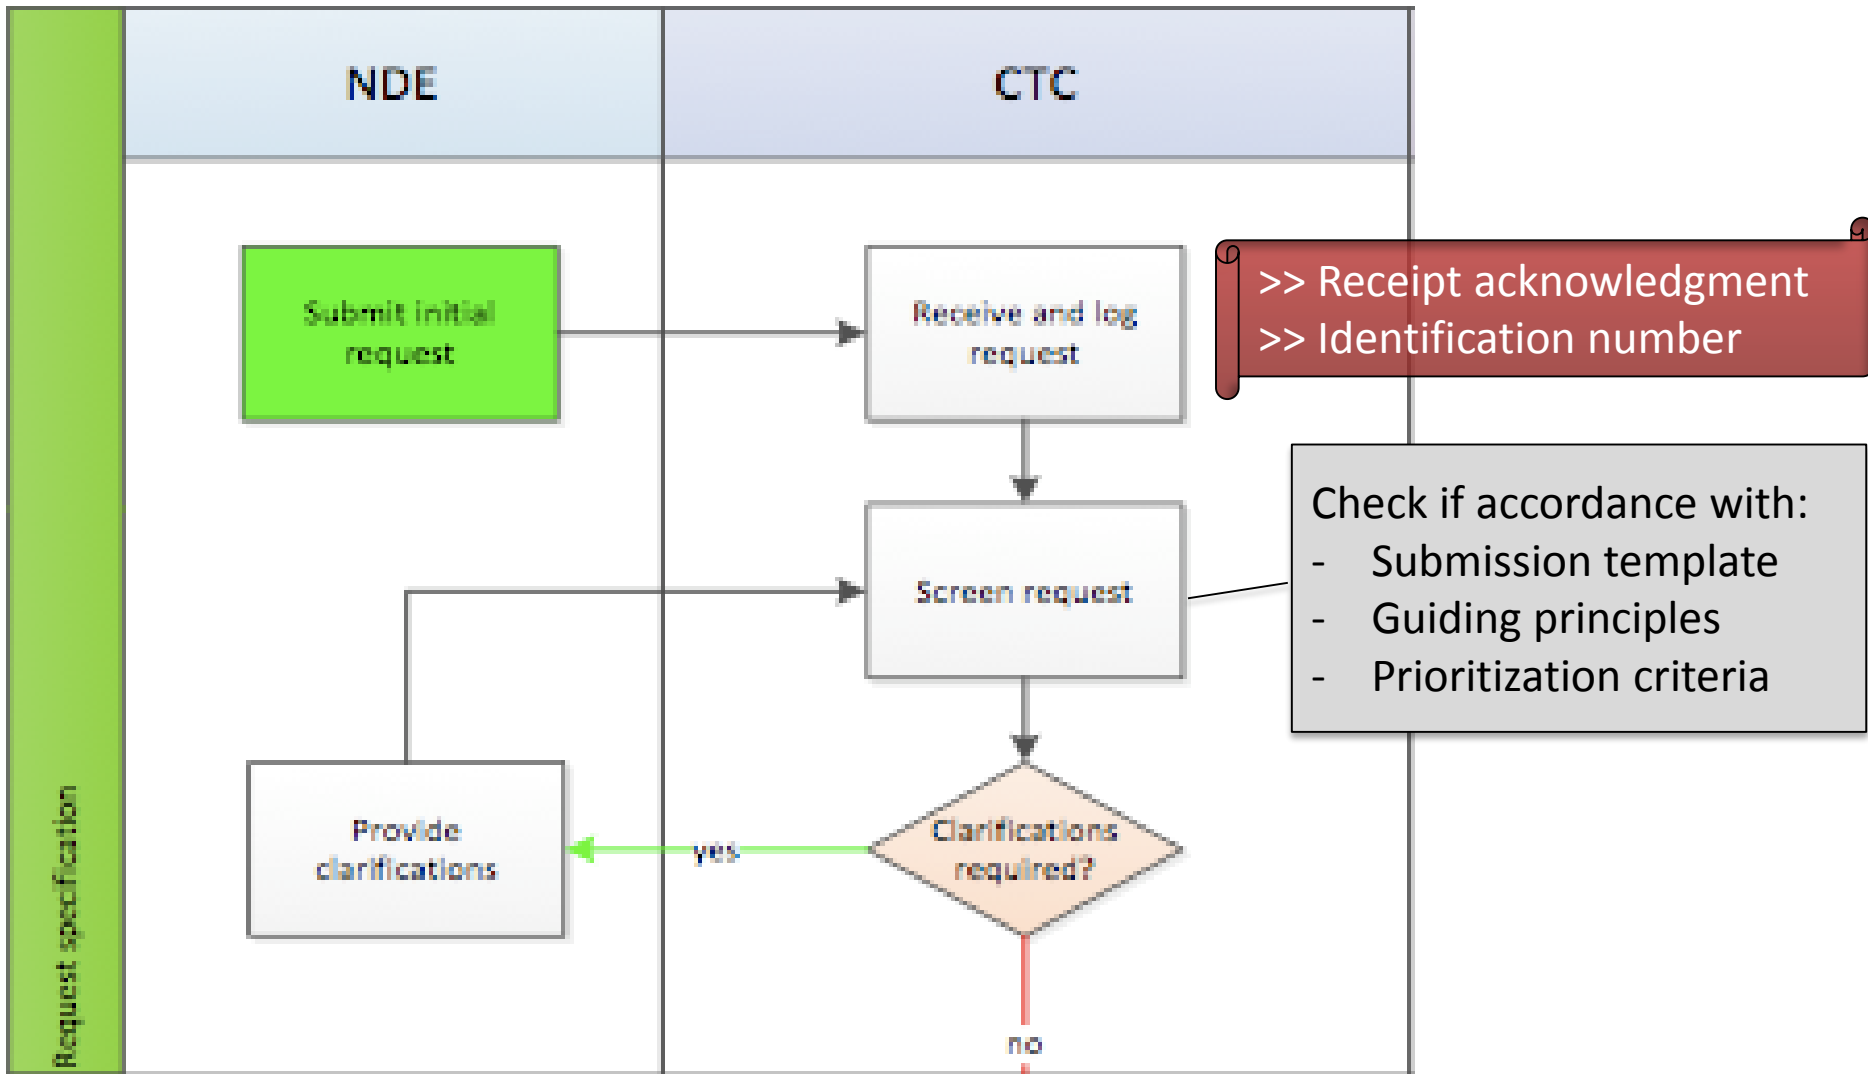 NDE
CTC
Submit initial
request
Receive and log
request
>> Receipt acknowledgment
>> Identification number
Screen request
Check if accordance with:
- Submission template
- Guiding principles
- Prioritization criteria
Provide
clarifications
yes
Clarifications
required?
no
Request specification